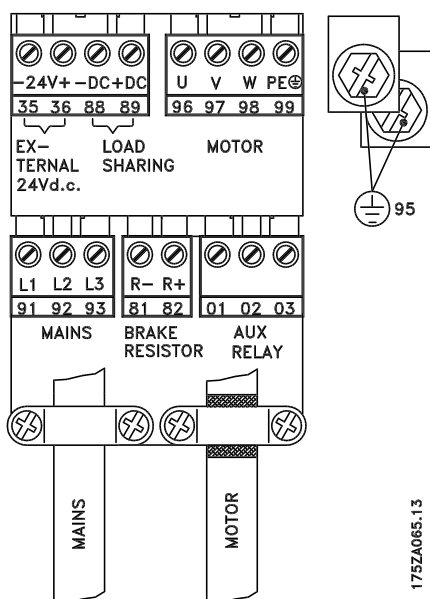 -24V+ -DC+DC
35 36 88 89
EX-
TERNAL
24Vd.c.
LOAD
SHARING
U V W PE
96 97 98 99
MOTOR
95
L1 L2 L3
91 92 93
MAINS
R- R+
81 82
BRAKE
RESISTOR
01 02 03
AUX
RELAY
MAINS
MOTOR
175ZA065.13